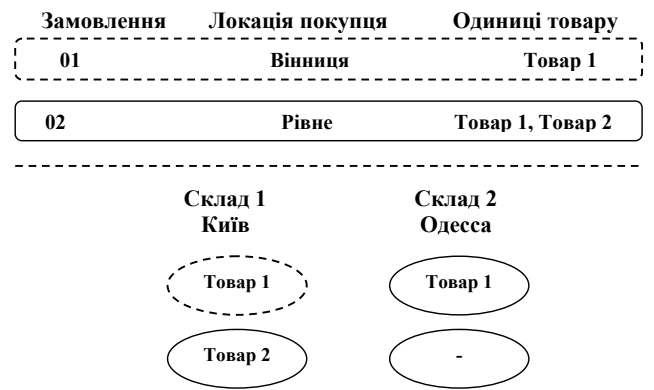 Замовлення Локація покупця Одиниці товару
01 Вінниця Товар 1
02 Рівне Товар 1, Товар 2
Склад 1 Склад 2
Київ Одесса
Товар 1 Товар 1
Товар 2 -